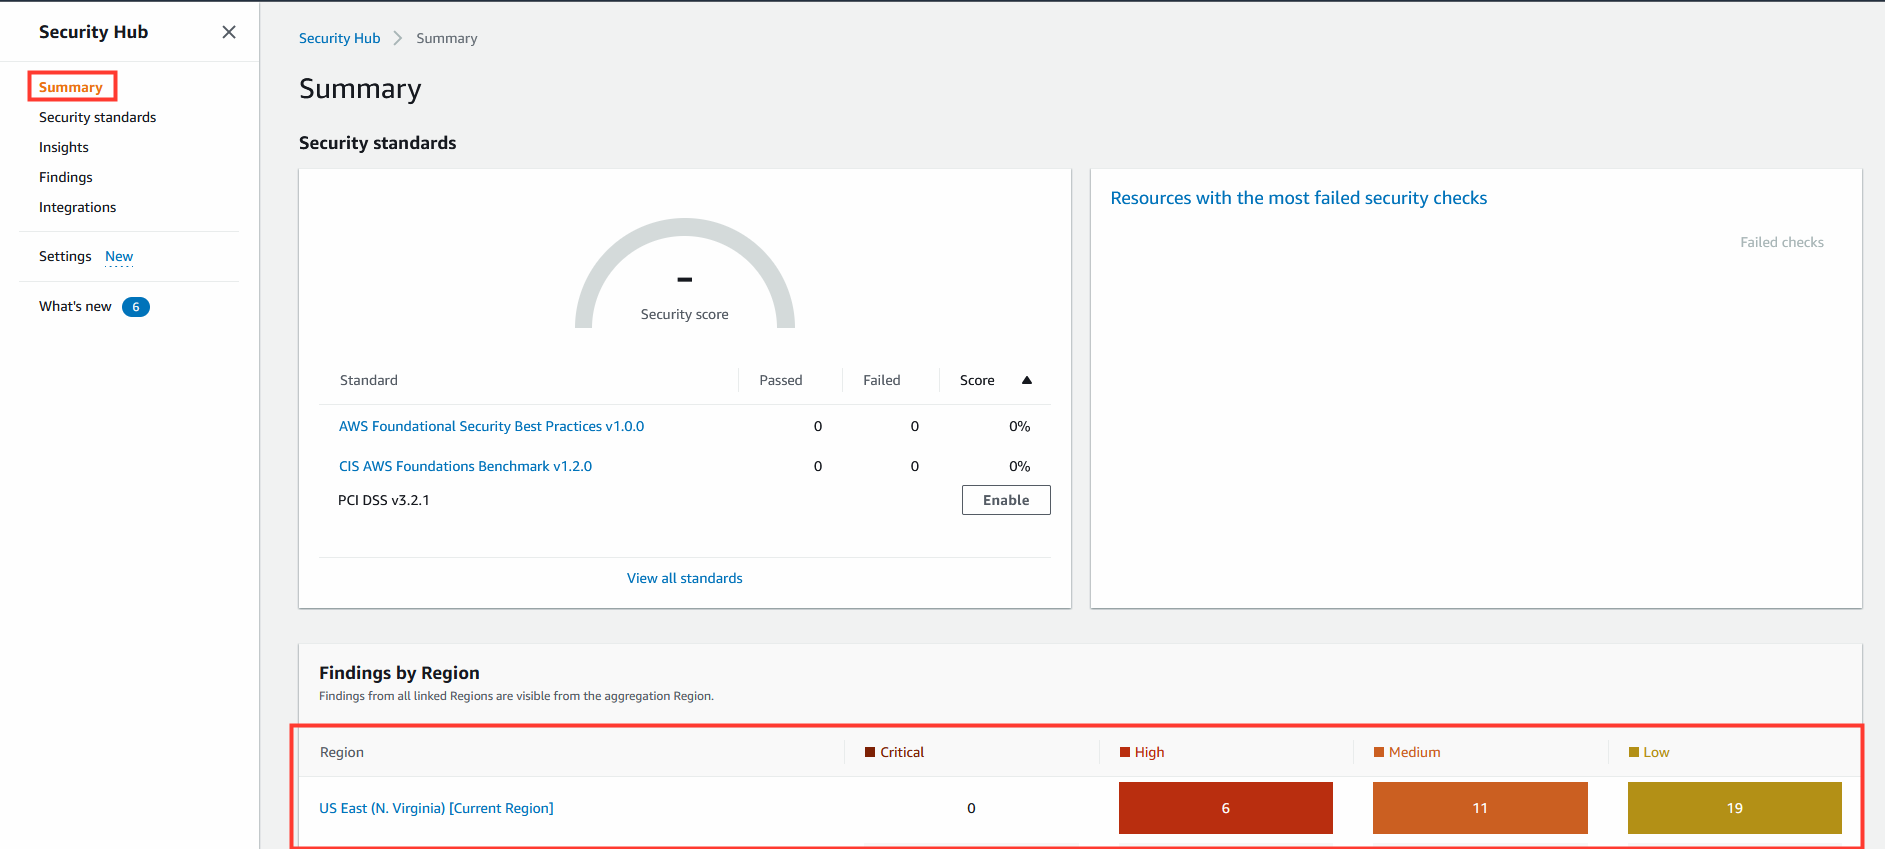 Security Hub
Summary
Security standards
Insights
Findings
Integrations
Settings New
What's new 6
Security Hub Summary
Summary
Security standards
-
Security score
Standard Passed Failed Score
AWS Foundational Security Best Practices v1.0.0 0 0 0%
CIS AWS Foundations Benchmark v1.2.0 0 0 0%
PCI DSS v3.2.1 Enable
View all standards
Resources with the most failed security checks
Failed checks
Findings by Region
Findings from all linked Regions are visible from the aggregation Region.
Region Critical High Medium Low
US East (N. Virginia) [Current Region] 0 6 11 19